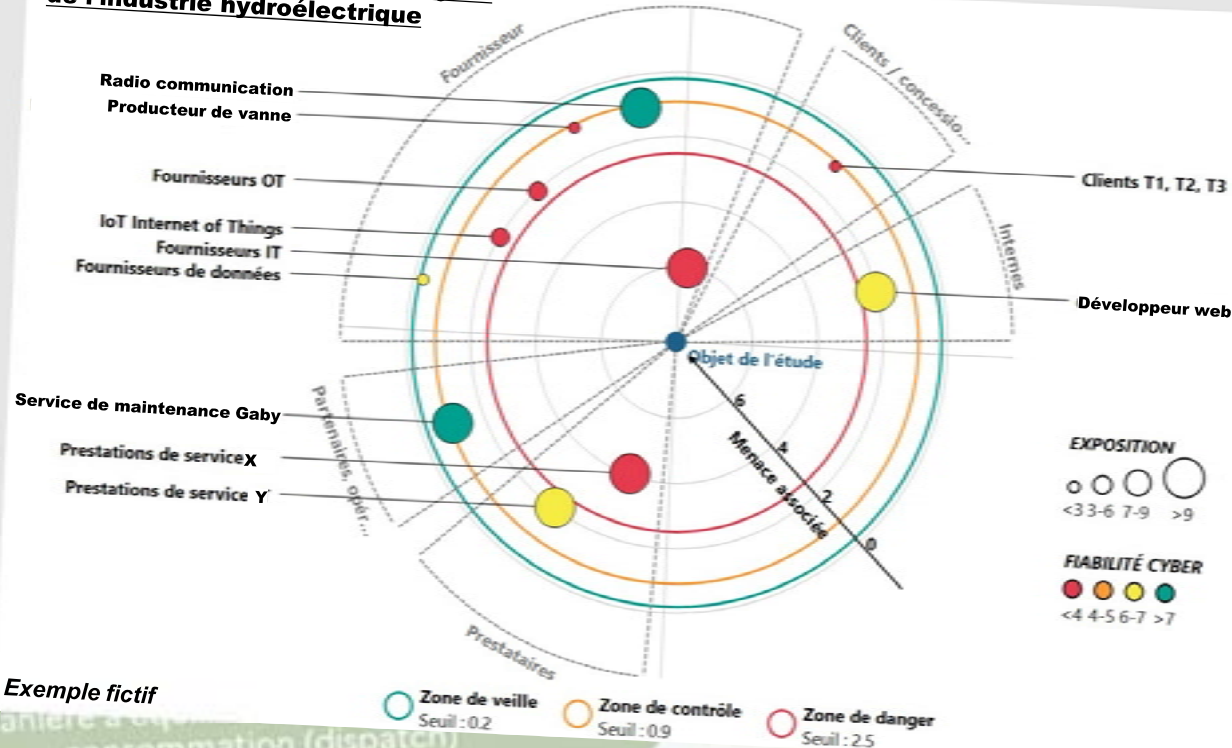 de l'industrie hydroélectrique
Fournisseur
Clients / concessio...
Radio communication
Producteur de vanne
Fournisseurs OT
IoT Internet of Things
Fournisseurs IT
Fournisseurs de données
Clients T1, T2, T3
Internes
Développeur web
Objet de l'étude
Service de maintenance Gaby
Partenaires, opér...
Prestations de serviceX
Prestations de service Y
6
4
2
0
Menace associée
EXPOSITION
<3 3-6 7-9 >9
FIABILITÉ CYBER
<4 4-5 6-7 >7
Prestataires
Exemple fictif
Zone de veille
Seuil : 0.2
Zone de contrôle
Seuil : 0.9
Zone de danger
Seuil : 2.5
(dispatch)